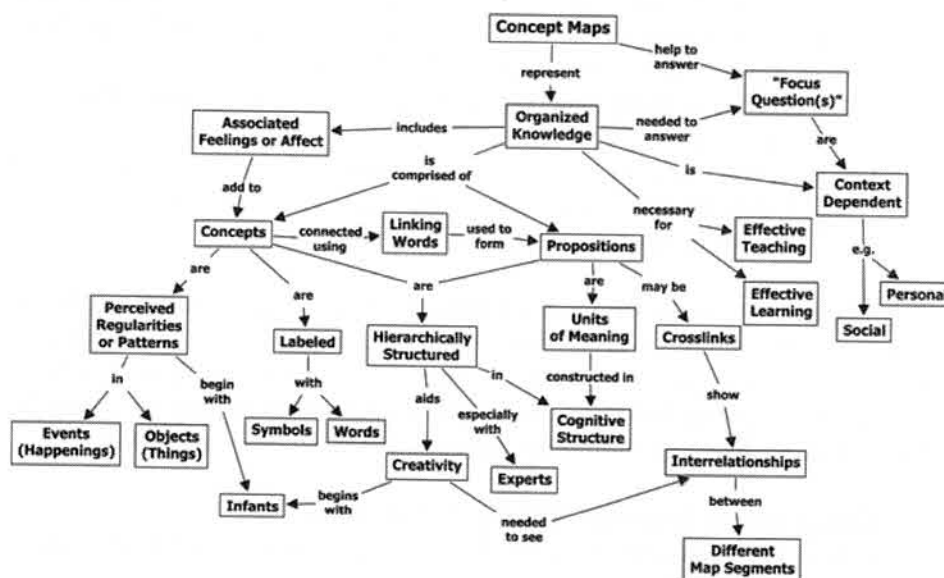 Concept Maps
help to
answer
represent
"Focus
Question(s)"
Associated
Feelings or Affect
includes
Organized
Knowledge
needed to
answer
are
is
comprised of
is
Context
Dependent
add to
necessary
for
Concepts
connected
using
Linking
Words
used to
form
Propositions
Effective
Teaching
e.g.
are
are
are
are
may be
Effective
Learning
Personal
Social
Perceived
Regularities
or Patterns
Labeled
Hierarchically
Structured
Units
of Meaning
Crosslinks
in
begin
with
with
aids
in
constructed in
show
especially
with
Events
(Happenings)
Objects
(Things)
Symbols
Words
Cognitive
Structure
Creativity
Experts
Interrelationships
Infants
begins
with
needed
to see
between
Different
Map Segments